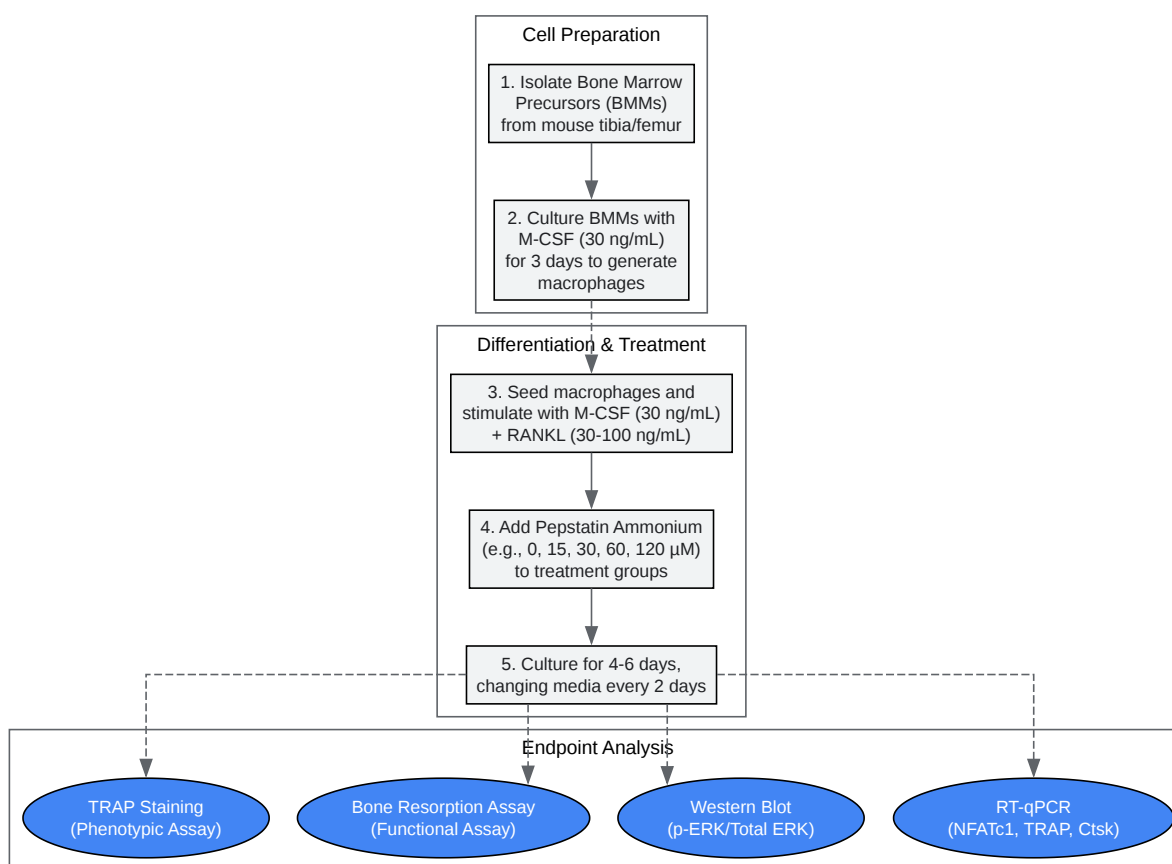 Cell Preparation
1. Isolate Bone Marrow
Precursors (BMMs)
from mouse tibia/femur
2. Culture BMMs with
M-CSF (30 ng/mL)
for 3 days to generate
macrophages
Differentiation & Treatment
3. Seed macrophages and
stimulate with M-CSF (30 ng/mL)
+ RANKL (30-100 ng/mL)
4. Add Pepstatin Ammonium
(e.g., 0, 15, 30, 60, 120 µM)
to treatment groups
5. Culture for 4-6 days,
changing media every 2 days
Endpoint Analysis
TRAP Staining
(Phenotypic Assay)
Bone Resorption Assay
(Functional Assay)
Western Blot
(p-ERK/Total ERK)
RT-qPCR
(NFATc1, TRAP, Ctsk)